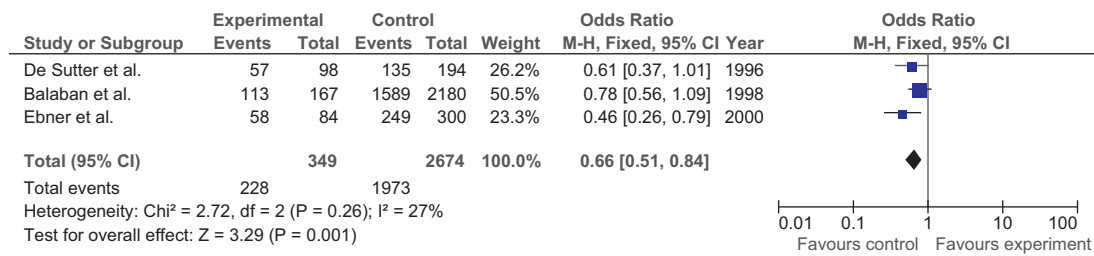 Experimental Control Odds Ratio Odds Ratio
Study or Subgroup Events Total Events Total Weight M-H, Fixed, 95% CI Year M-H, Fixed, 95% CI
De Sutter et al. 57 98 135 194 26.2% 0.61 [0.37, 1.01] 1996
Balaban et al. 113 167 1589 2180 50.5% 0.78 [0.56, 1.09] 1998
Ebner et al. 58 84 249 300 23.3% 0.46 [0.26, 0.79] 2000
Total (95% CI) 349 2674 100.0% 0.66 [0.51, 0.84]
Total events 228 1973
Heterogeneity: Chi² = 2.72, df = 2 (P = 0.26); I² = 27%
Test for overall effect: Z = 3.29 (P = 0.001)
0.01 0.1 1 10 100
Favours control Favours experiment